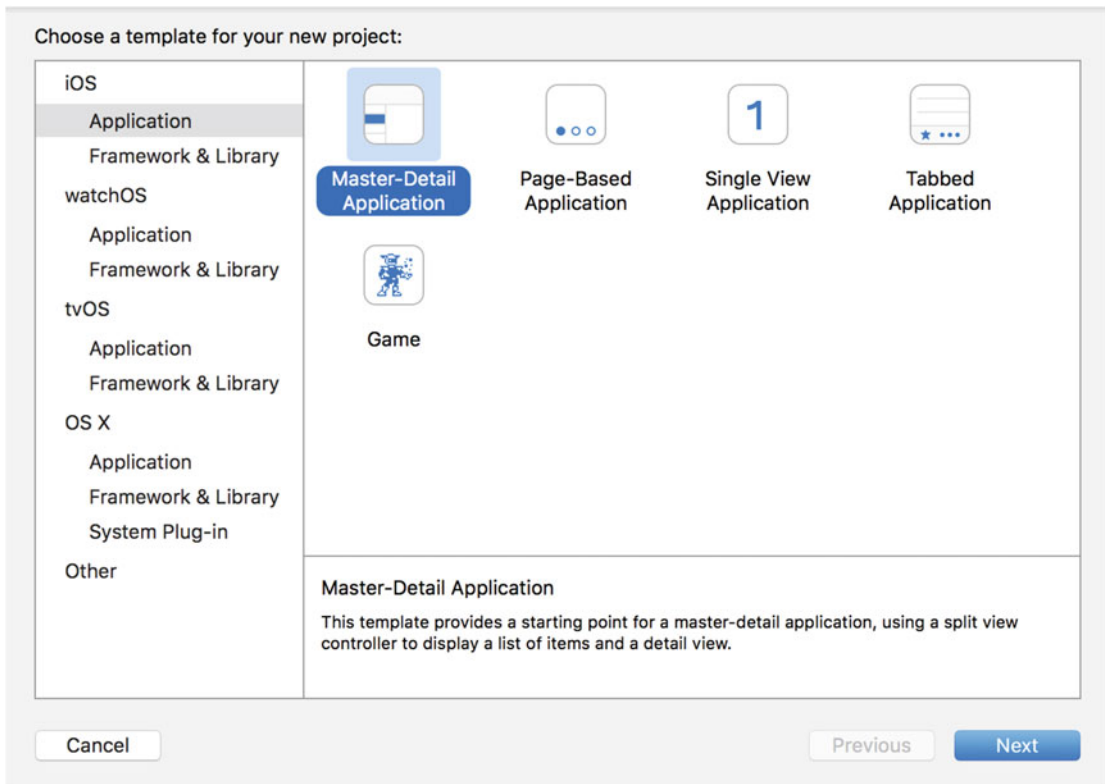 Choose a template for your new project:
iOS
Application
Framework & Library
watchOS
Application
Framework & Library
tvOS
Application
Framework & Library
OS X
Application
Framework & Library
System Plug-in
Other
Master-Detail
Application
Page-Based
Application
1
Single View
Application
Tabbed
Application
Game
Master-Detail Application
This template provides a starting point for a master-detail application, using a split view
controller to display a list of items and a detail view.
Cancel
Previous
Next